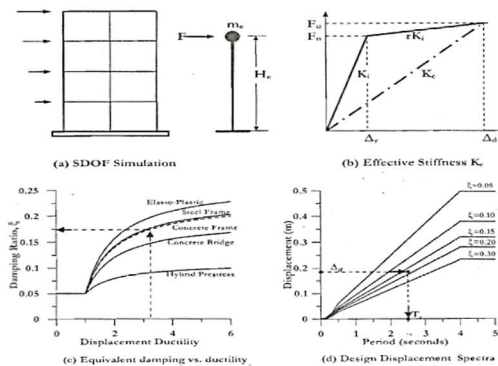 F
mₑ
Hₑ
(a) SDOF Simulation
Fᵤ
Fₙ
rKᵢ
Kᵢ
Kₑ
Δᵈ
(b) Effective Stiffness Kₑ
0.25
0.2
0.15
0.1
0.05
0
Damping Ratio, ξ
Elasto-Plastic
Steel Frame
Concrete Frame
Concrete Bridge
Hybrid Prepress
0 2 4 6
Displacement Ductility
(c) Equivalent damping vs. ductility
0.5
0.4
0.3
0.2
0.1
0
Displacement (m)
Δᵈ
ξ=0.05
ξ=0.10
ξ=0.15
ξ=0.20
ξ=0.30
0 1 2 3 4 5
Period (seconds)
(d) Design Displacement Spectra